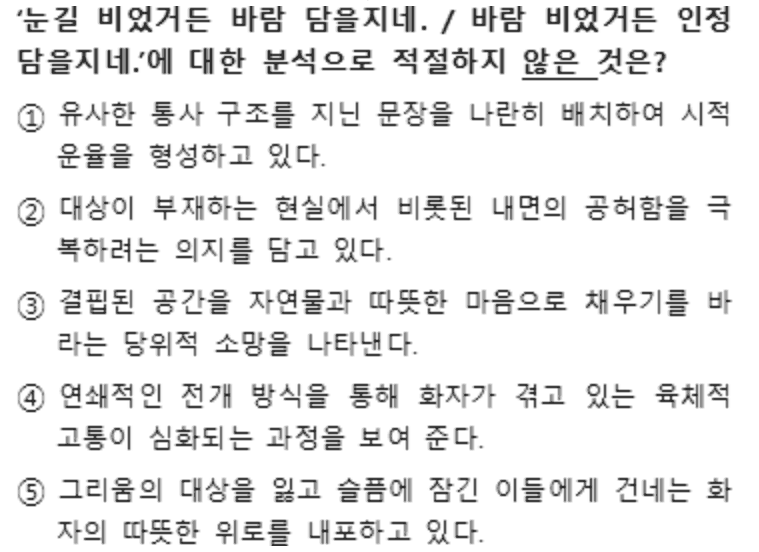 ‘눈길 비었거든 바람 담을지네. / 바람 비었거든 인정
담을지네.’에 대한 분석으로 적절하지 않은 것은?
① 유사한 통사 구조를 지닌 문장을 나란히 배치하여 시적
운율을 형성하고 있다.
② 대상이 부재하는 현실에서 비롯된 내면의 공허함을 극
복하려는 의지를 담고 있다.
③ 결핍된 공간을 자연물과 따뜻한 마음으로 채우기를 바
라는 당위적 소망을 나타낸다.
④ 연쇄적인 전개 방식을 통해 화자가 겪고 있는 육체적
고통이 심화되는 과정을 보여 준다.
⑤ 그리움의 대상을 잃고 슬픔에 잠긴 이들에게 건네는 화
자의 따뜻한 위로를 내포하고 있다.